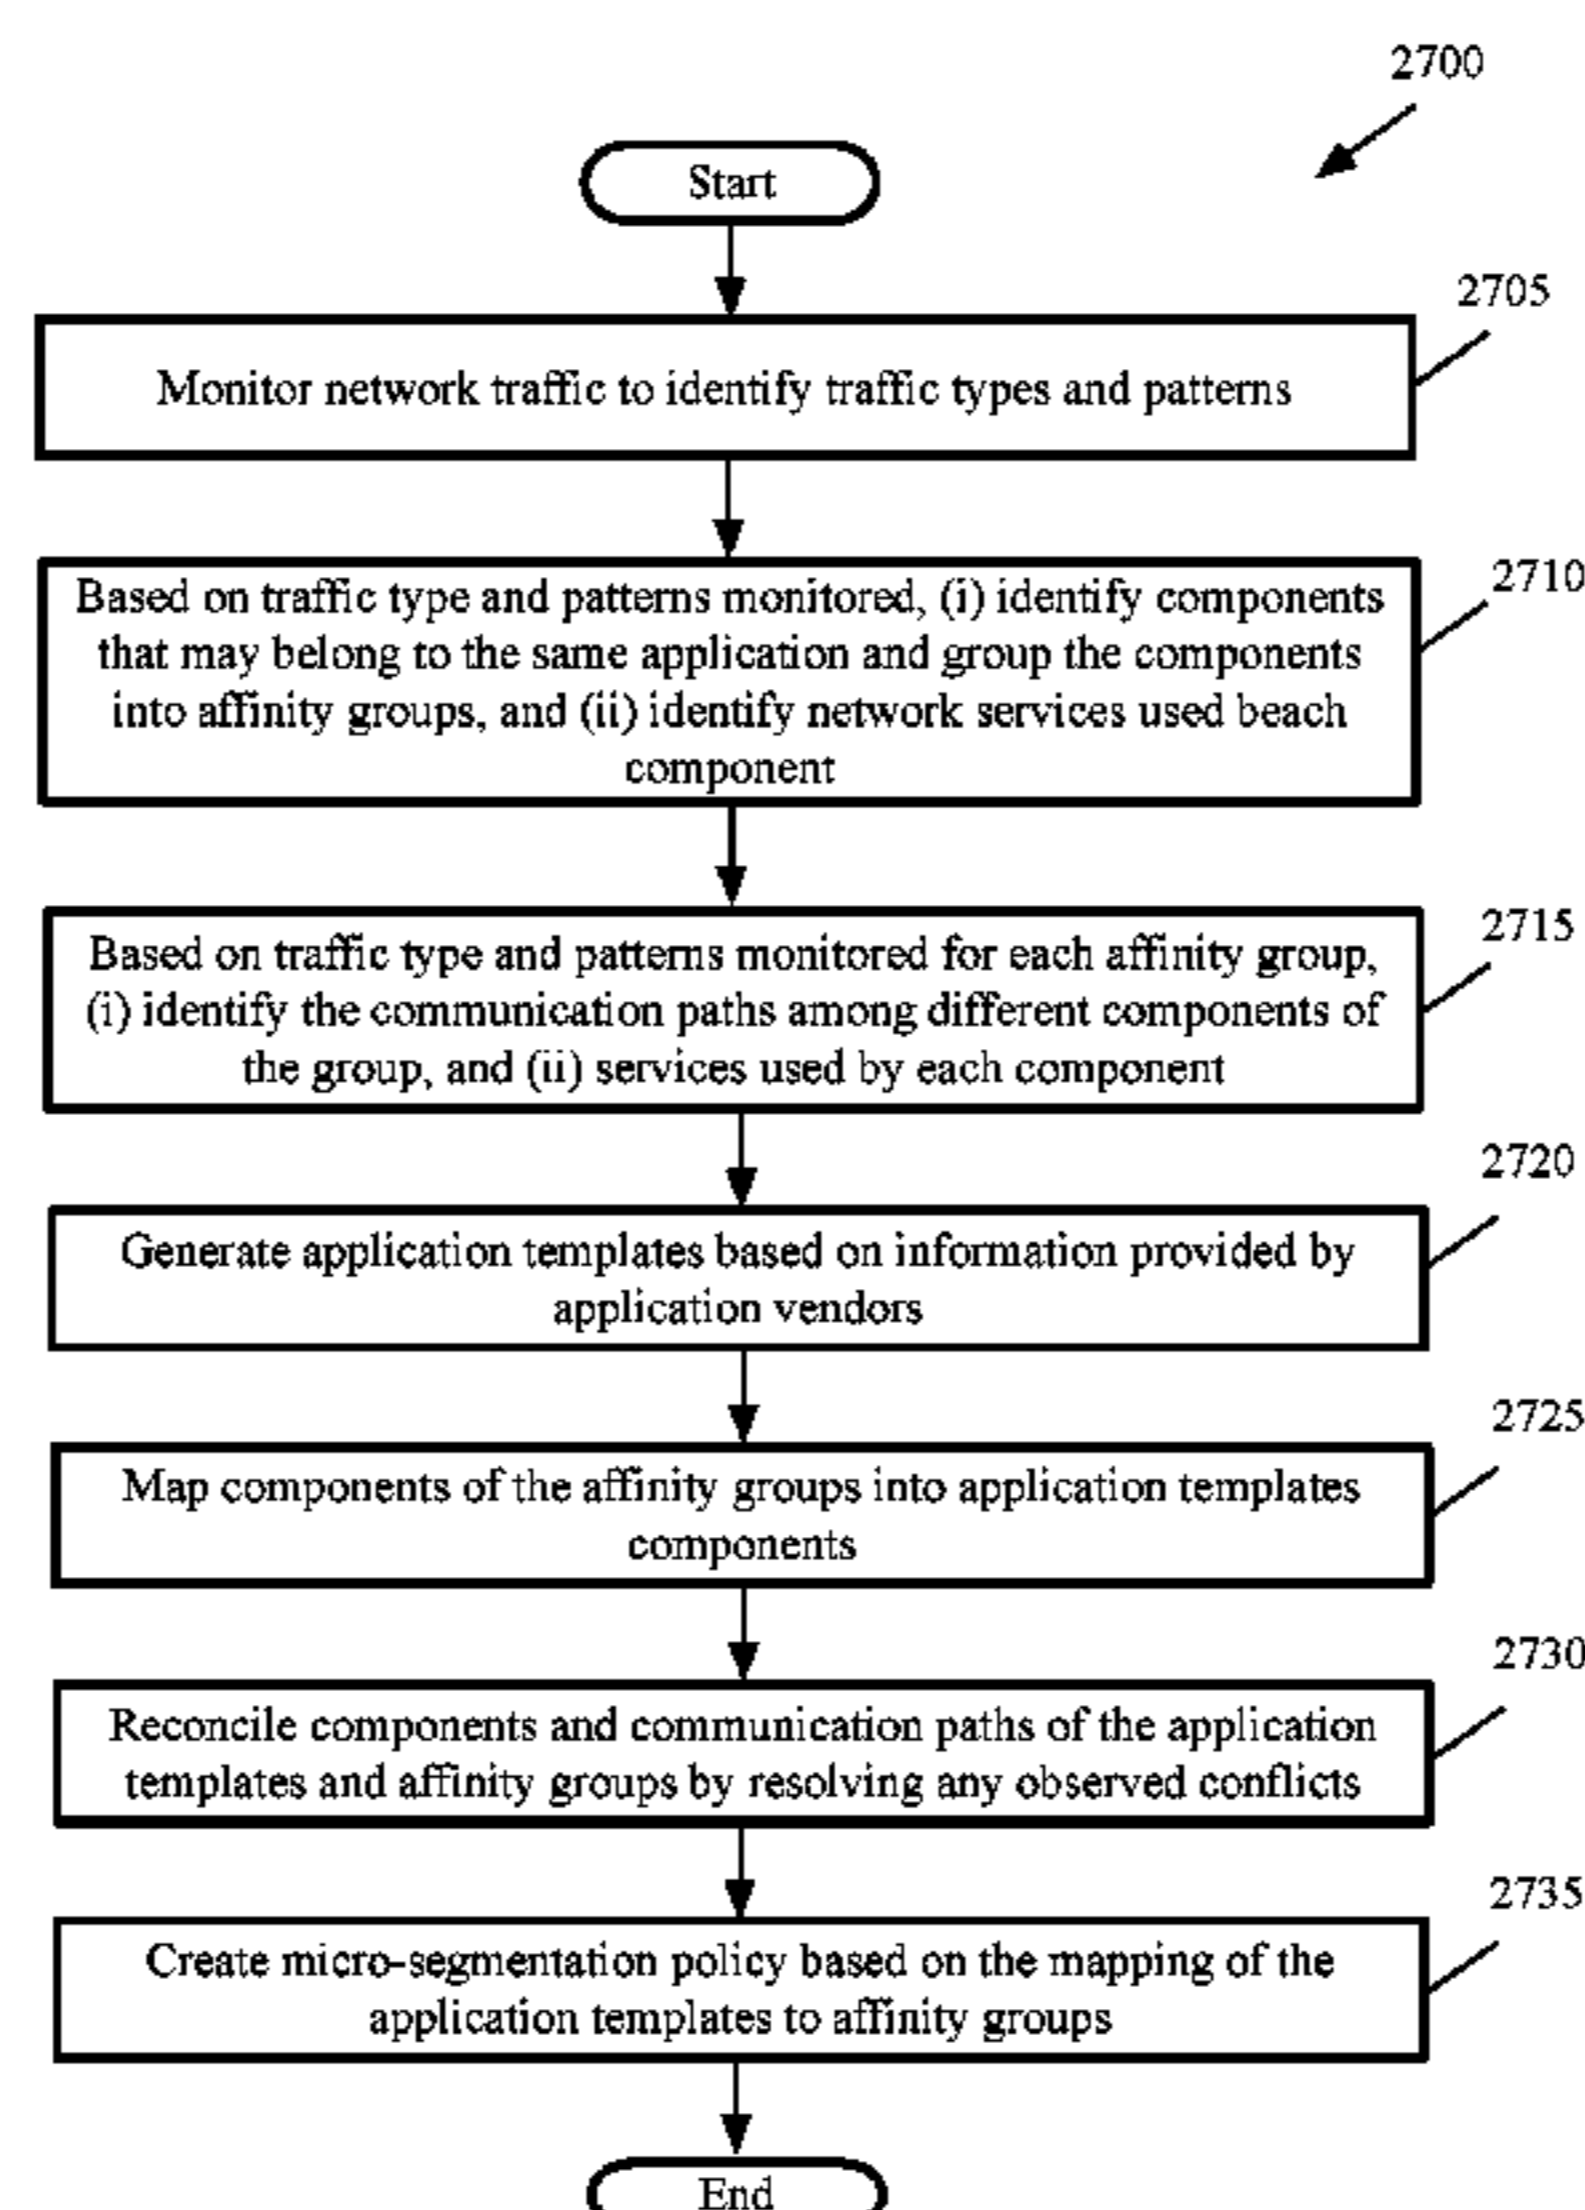 2700
Start
2705
Monitor network traffic to identify traffic types and patterns
2710
Based on traffic type and patterns monitored, (i) identify components
that may belong to the same application and group the components
into affinity groups, and (ii) identify network services used beach
component
2715
Based on traffic type and patterns monitored for each affinity group,
(i) identify the communication paths among different components of
the group, and (ii) services used by each component
2720
Generate application templates based on information provided by
application vendors
2725
Map components of the affinity groups into application templates
components
2730
Reconcile components and communication paths of the application
templates and affinity groups by resolving any observed conflicts
2735
Create micro-segmentation policy based on the mapping of the
application templates to affinity groups
End